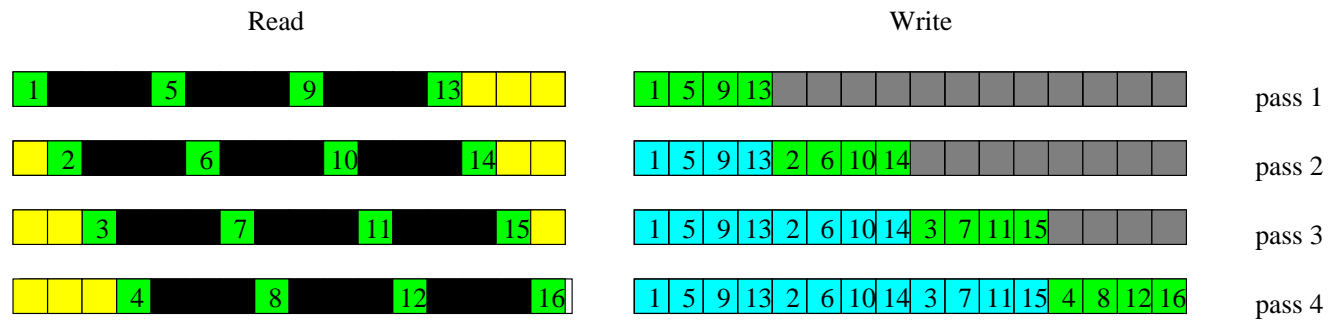 Read Write
1 5 9 13 1 5 9 13 pass 1
2 6 10 14 1 5 9 13 2 6 10 14 pass 2
3 7 11 15 1 5 9 13 2 6 10 14 3 7 11 15 pass 3
4 8 12 16 1 5 9 13 2 6 10 14 3 7 11 15 4 8 12 16 pass 4